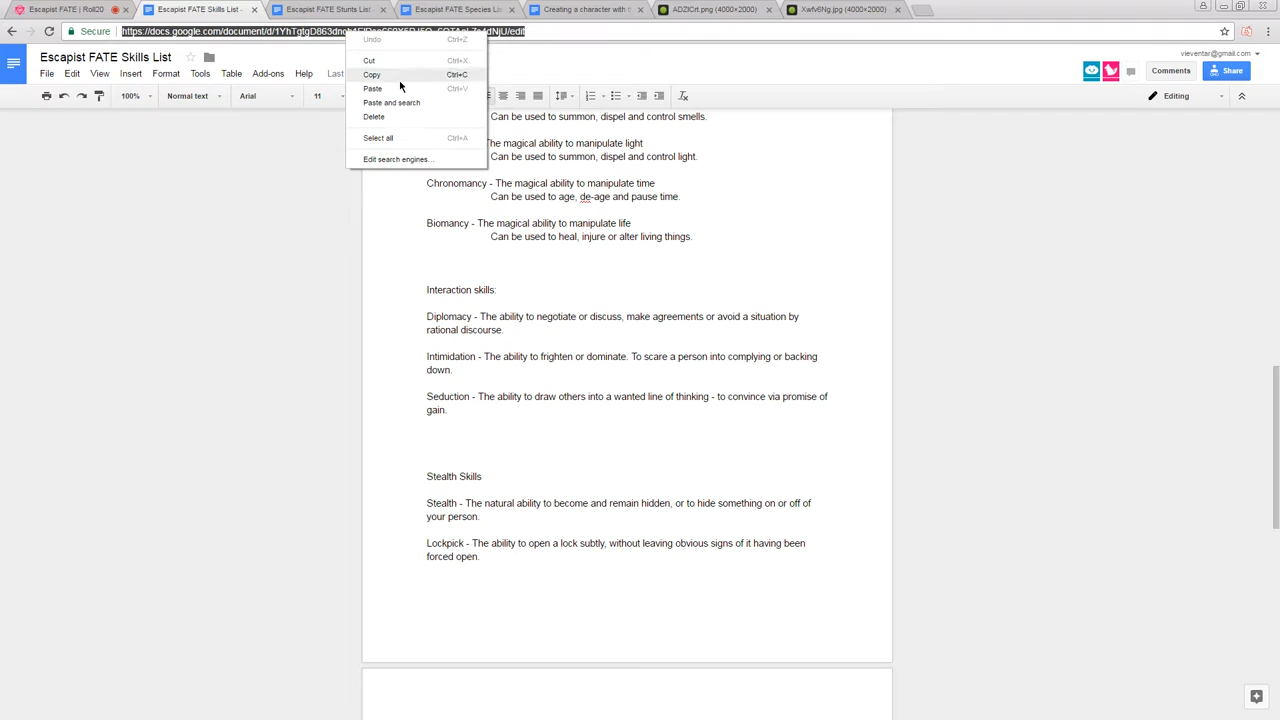 Escapist FATE | Roll20
Escapist FATE Skills List -
Escapist FATE Stunts List
Escapist FATE Species Lis
Creating a character with t
ADZlCrt.png (4000×2000)
Xwfv6Ng.jpg (4000×2000)
Secure
Escapist FATE Skills List
vieventar@gmail.com
File Edit View Insert Format Tools Table Add-ons Help Last
Comments
Share
100%
Normal text
Arial
11
Editing
Undo Ctrl+Z
Cut Ctrl+X
Copy Ctrl+C
Paste Ctrl+V
Paste and search
Delete
Select all Ctrl+A
Edit search engines...
Can be used to summon, dispel and control smells.
he magical ability to manipulate light
Can be used to summon, dispel and control light.
Chronomancy - The magical ability to manipulate time
Can be used to age, de-age and pause time.
Biomancy - The magical ability to manipulate life
Can be used to heal, injure or alter living things.
Interaction skills:
Diplomacy - The ability to negotiate or discuss, make agreements or avoid a situation by
rational discourse.
Intimidation - The ability to frighten or dominate. To scare a person into complying or backing
down.
Seduction - The ability to draw others into a wanted line of thinking - to convince via promise of
gain.
Stealth Skills
Stealth - The natural ability to become and remain hidden, or to hide something on or off of
your person.
Lockpick - The ability to open a lock subtly, without leaving obvious signs of it having been
forced open.